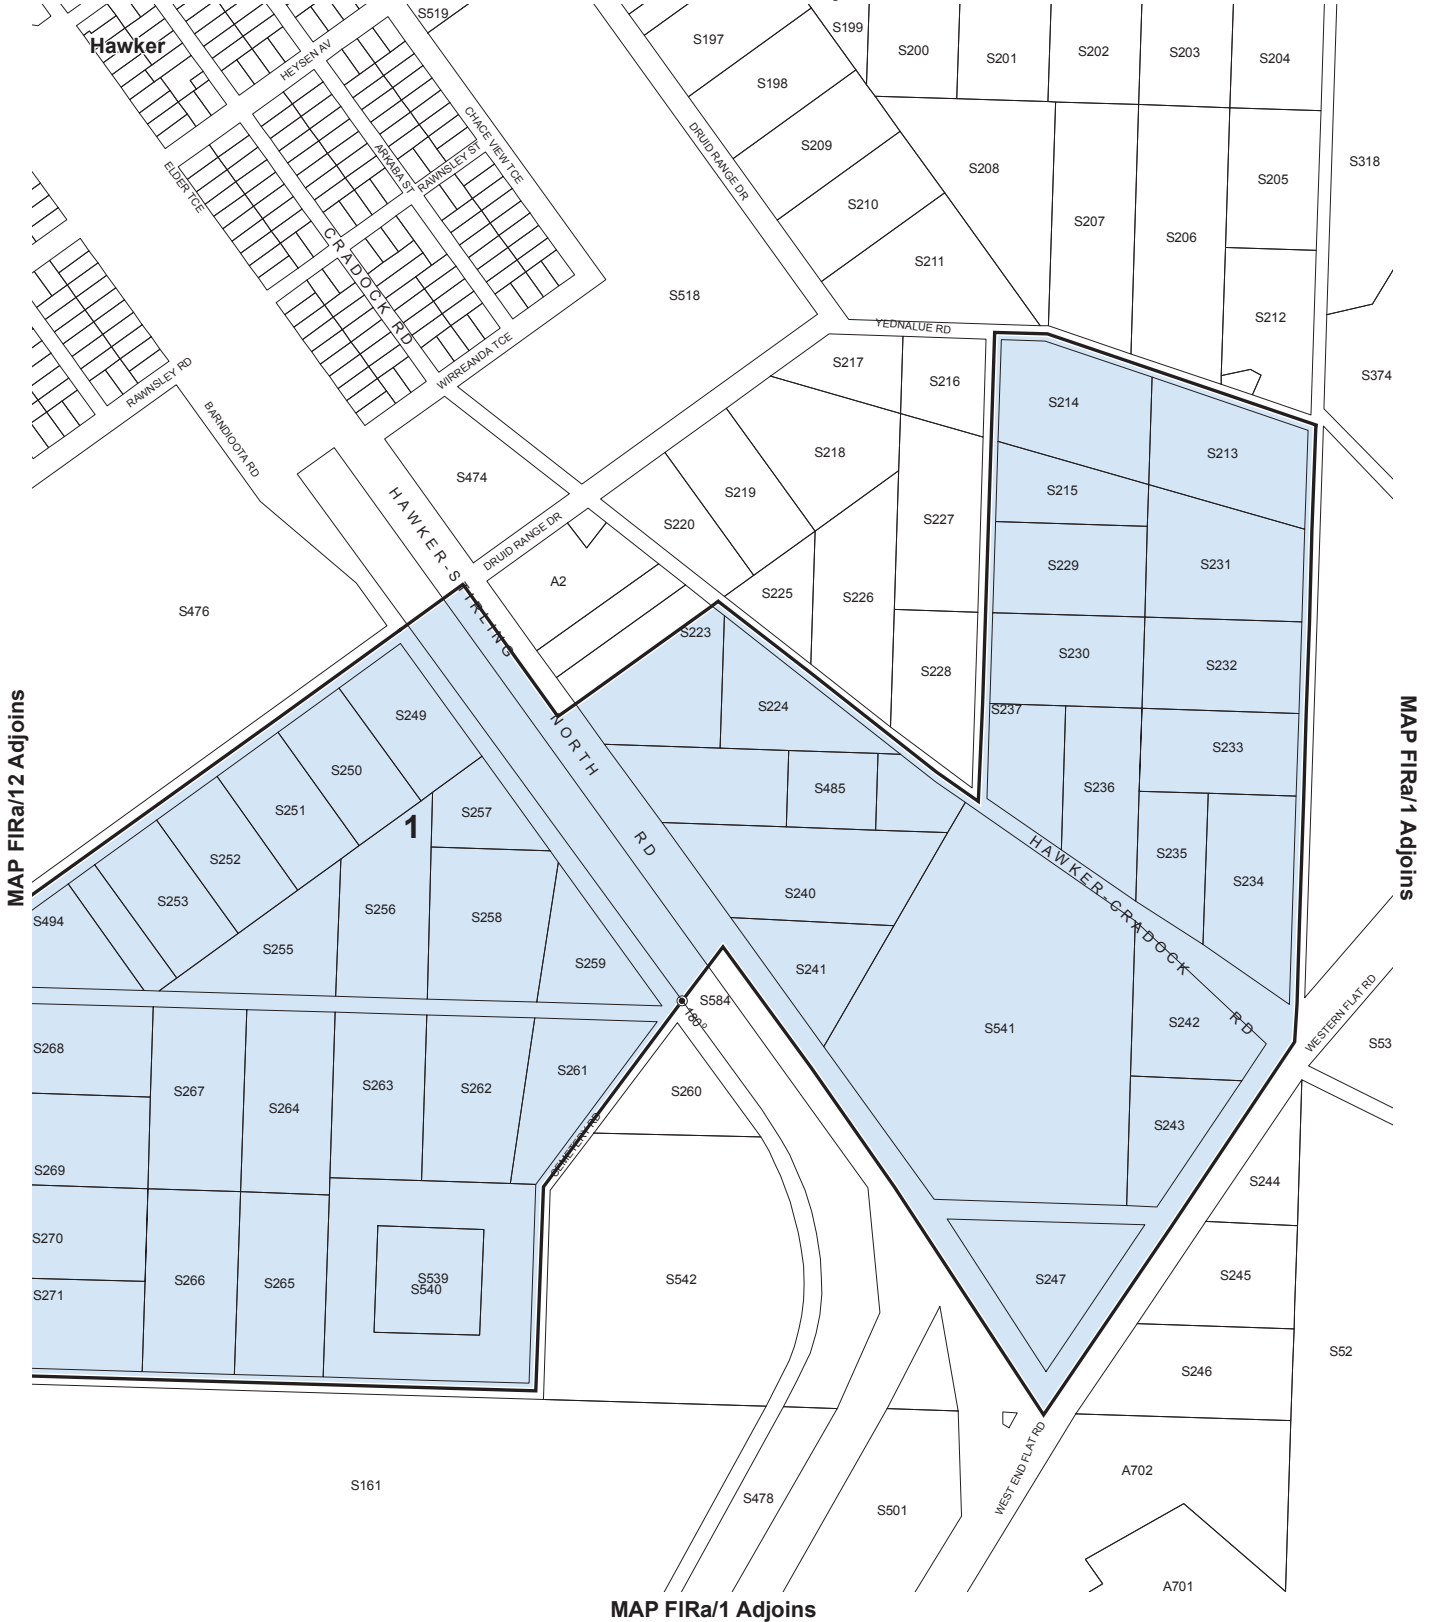 S519
Hawker
HEYSEN AV
S197
S199
S200
S201
S202
S203
S204
S198
CHACE VIEW TCE
DRUID RANGE DR
S209
ARKABA ST
RAWNSLEY ST
ELDER TCE
S208
S318
S205
S210
S207
S206
CRADOCK RD
S211
S518
S212
YEDNALUE RD
WIRREANDA TCE
S217
S216
S374
RAWNSLEY RD
BARNDIOOTA RD
S214
S213
S218
S474
S219
S215
S220
S227
HAWKER-STIRLING NORTH RD
DRUID RANGE DR
A2
S229
S231
S225
S226
S476
S223
S230
S232
S228
S224
S237
S249
S233
S250
S485
S236
MAP FIRa/12 Adjoins
MAP FIRa/1 Adjoins
S251
S257
1
S252
S235
HAWKER-CRADOCK RD
S234
S240
S253
S494
S256
S258
S255
S259
S241
S584
180°
S541
S242
WESTERN FLAT RD
S53
S268
S267
S263
S262
S261
S264
S260
S243
CEMETERY RD
S269
S244
S270
S266
S265
S539
S540
S542
S247
S245
S271
S52
S246
WEST END FLAT RD
S161
A702
S478
S501
A701
MAP FIRa/1 Adjoins